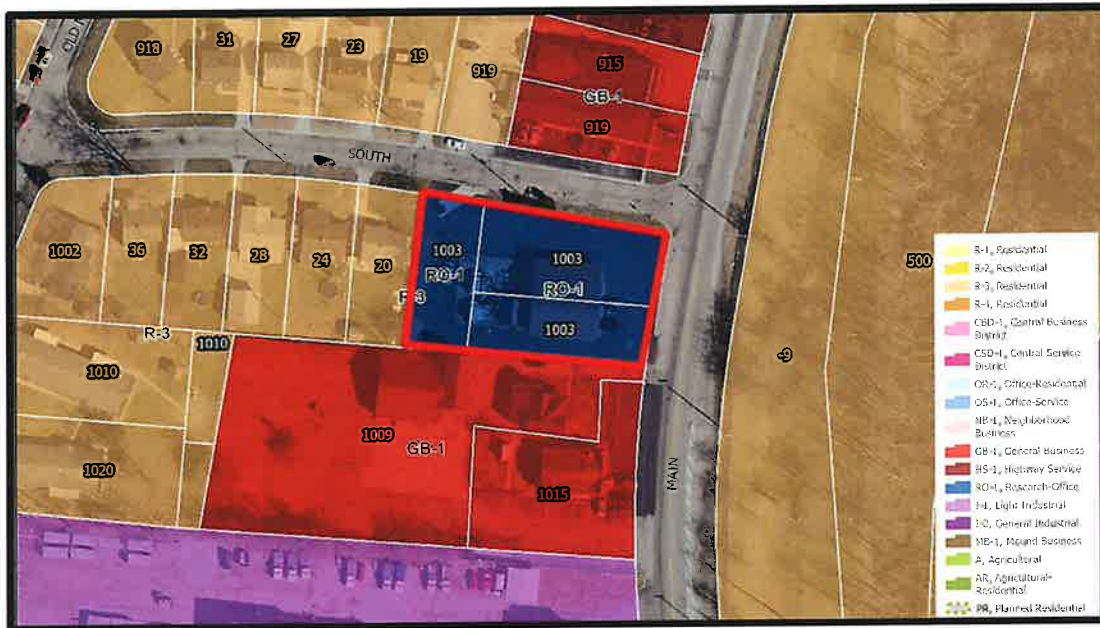 OLD
918
31
27
23
19
919
915
GB-1
919
SOUTH
1002
36
32
28
24
20
1003
RO-1
1003
RO-1
1003
R-3
R-3
1010
1010
1009
GB-1
1015
1020
MAIN
500
-9
R-1, Residential
R-2, Residential
R-3, Residential
R-4, Residential
CBD-1, Central Business
District
CSD-1, Central Service
District
OR-1, Office-Residential
OS-1, Office-Service
NB-1, Neighborhood
Business
GB-1, General Business
HS-1, Highway Service
RO-1, Research-Office
I-1, Light Industrial
General Industrial
MB-1, Mound Business
A, Agricultural
AR, Agricultural-
Residential
PR, Planned Residential